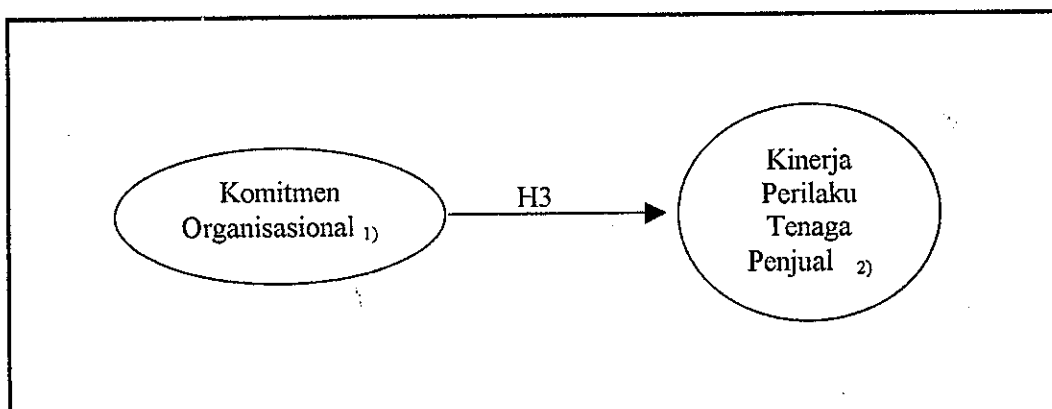 Komitmen
Organisasional 1)
H3
Kinerja
Perilaku
Tenaga
Penjual 2)